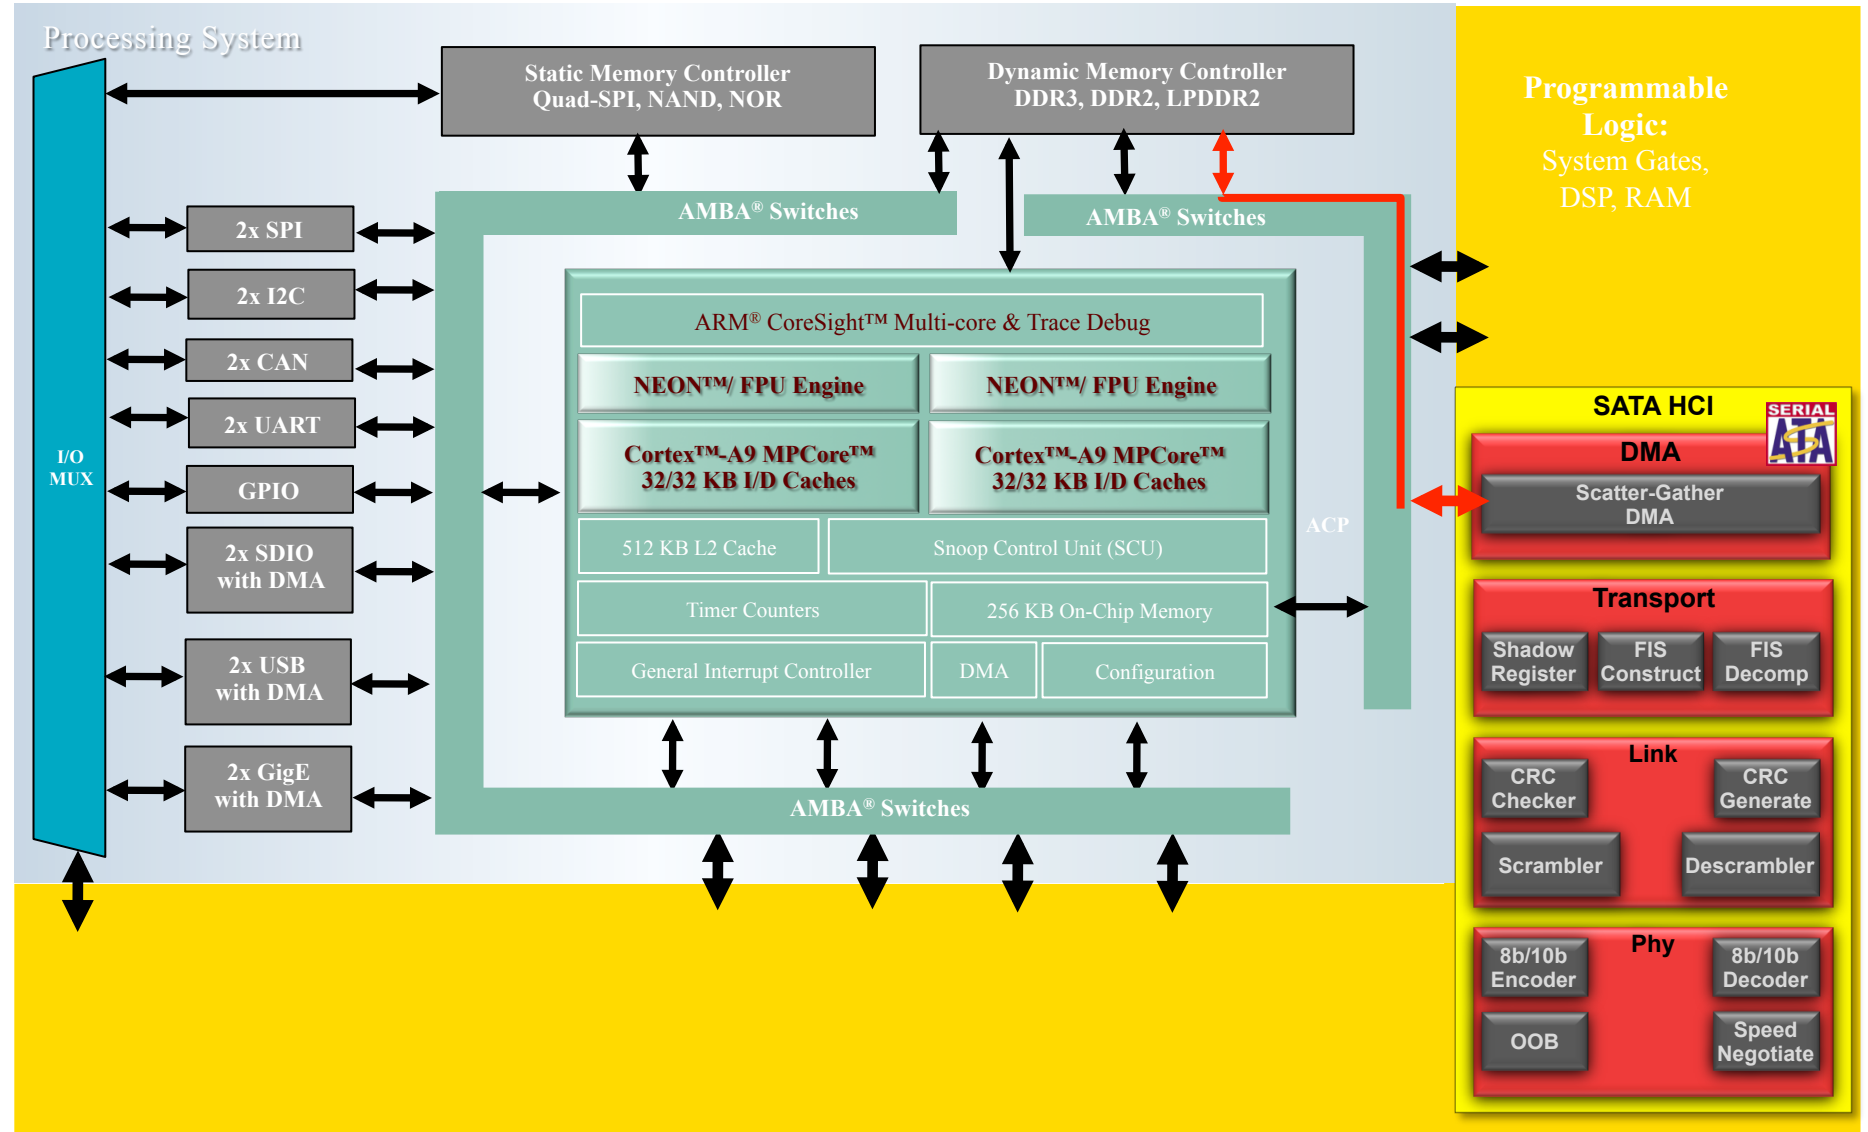 Processing System
Static Memory Controller
Quad-SPI, NAND, NOR
Dynamic Memory Controller
DDR3, DDR2, LPDDR2
Programmable
Logic:
System Gates,
DSP, RAM
I/O
MUX
2x SPI
2x I2C
2x CAN
2x UART
GPIO
2x SDIO
with DMA
2x USB
with DMA
2x GigE
with DMA
AMBA® Switches
AMBA® Switches
ARM® CoreSight™ Multi-core & Trace Debug
NEON™/ FPU Engine
NEON™/ FPU Engine
Cortex™-A9 MPCore™
32/32 KB I/D Caches
Cortex™-A9 MPCore™
32/32 KB I/D Caches
512 KB L2 Cache
Snoop Control Unit (SCU)
Timer Counters
256 KB On-Chip Memory
General Interrupt Controller
DMA
Configuration
ACP
AMBA® Switches
SATA HCI
SERIAL
ATA
DMA
Scatter-Gather
DMA
Transport
Shadow
Register
FIS
Construct
FIS
Decomp
Link
CRC
Checker
CRC
Generate
Scrambler
Descrambler
Phy
8b/10b
Encoder
8b/10b
Decoder
OOB
Speed
Negotiate